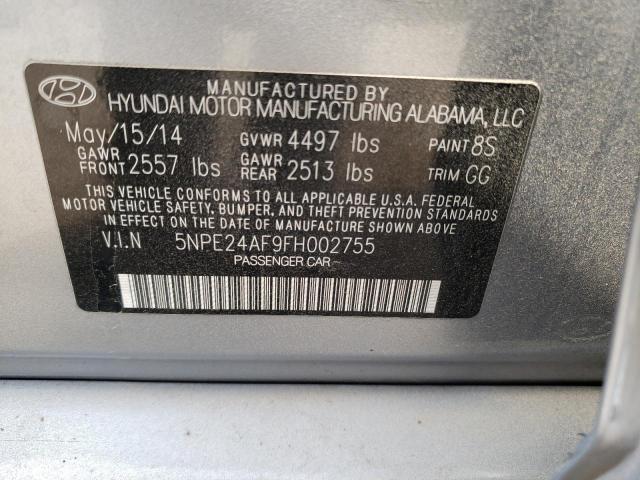 MANUFACTURED BY
HYUNDAI MOTOR MANUFACTURING ALABAMA, LLC
May/15/14 GVWR 4497 lbs PAINT 8S
GAWR FRONT 2557 lbs GAWR REAR 2513 lbs TRIM GG
THIS VEHICLE CONFORMS TO ALL APPLICABLE U.S.A. FEDERAL
MOTOR VEHICLE SAFETY, BUMPER, AND THEFT PREVENTION STANDARDS
IN EFFECT ON THE DATE OF MANUFACTURE SHOWN ABOVE.
V.I.N 5NPE24AF9FH002755
PASSENGER CAR